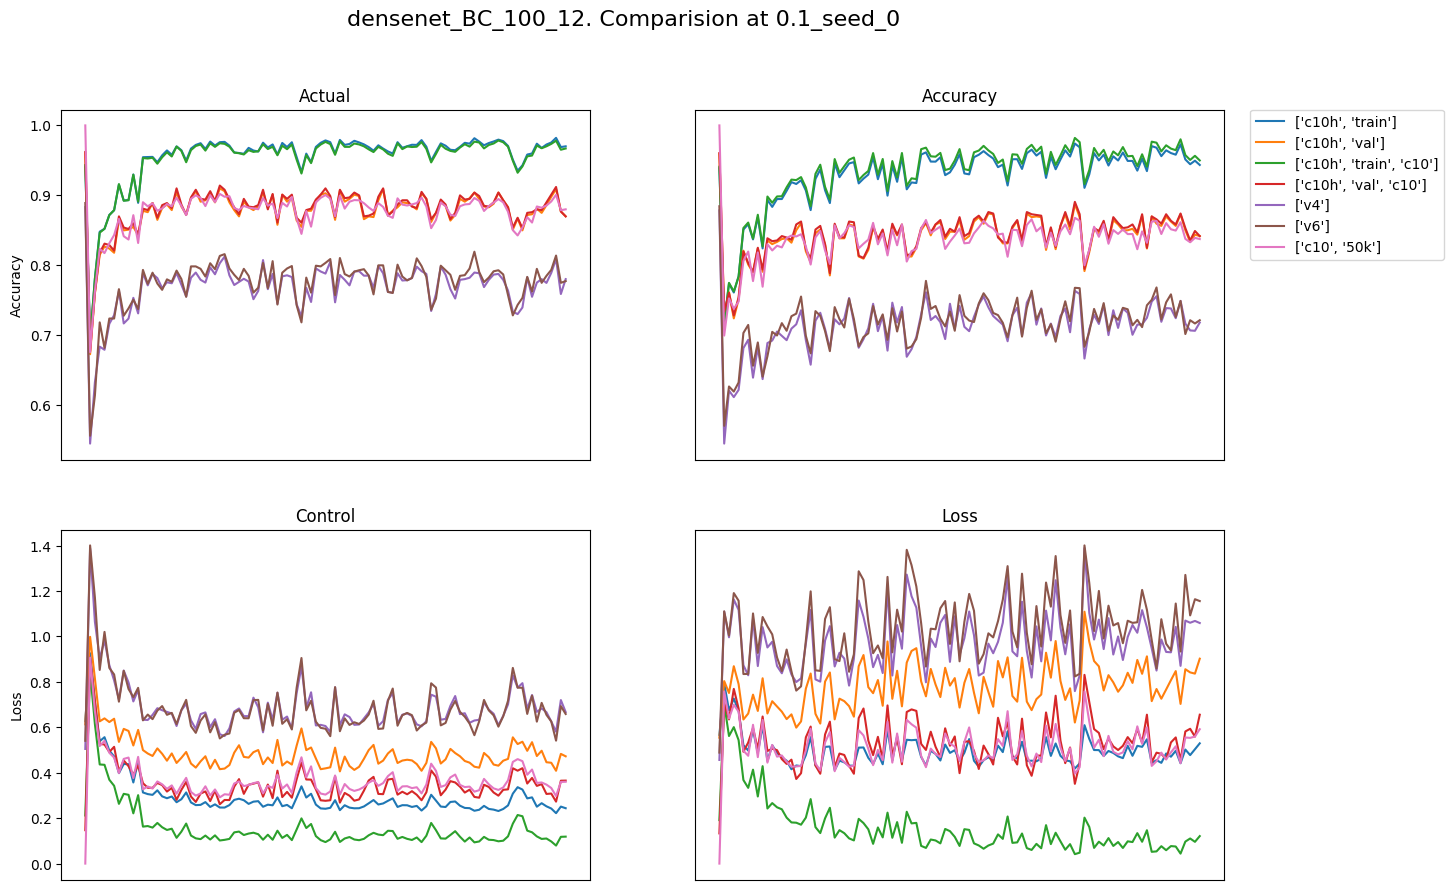 densenet_BC_100_12. Comparision at 0.1_seed_0
Actual
Accuracy
1.0
0.9
0.8
0.7
0.6
Accuracy
['c10h', 'train']
['c10h', 'val']
['c10h', 'train', 'c10']
['c10h', 'val', 'c10']
['v4']
['v6']
['c10', '50k']
Control
Loss
1.4
1.2
1.0
0.8
0.6
0.4
0.2
0.0
Loss